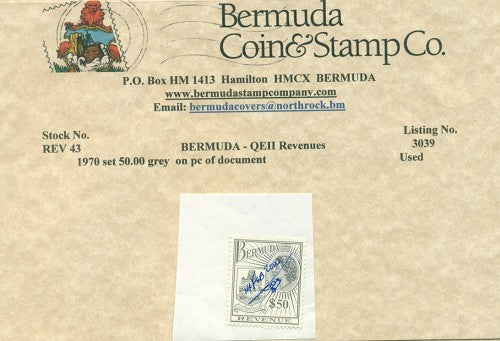 Bermuda
Coin&Stamp Co.
P.O. Box HM 1413 Hamilton HMCX BERMUDA
www.bermudastampcompany.com
Email: bermudacovers@northrock.bm
Stock No.
REV 43
BERMUDA - QEII Revenues
Listing No.
3039
1970 set 50.00 grey on pc of document
Used
BERMUDA
$50
REVENUE